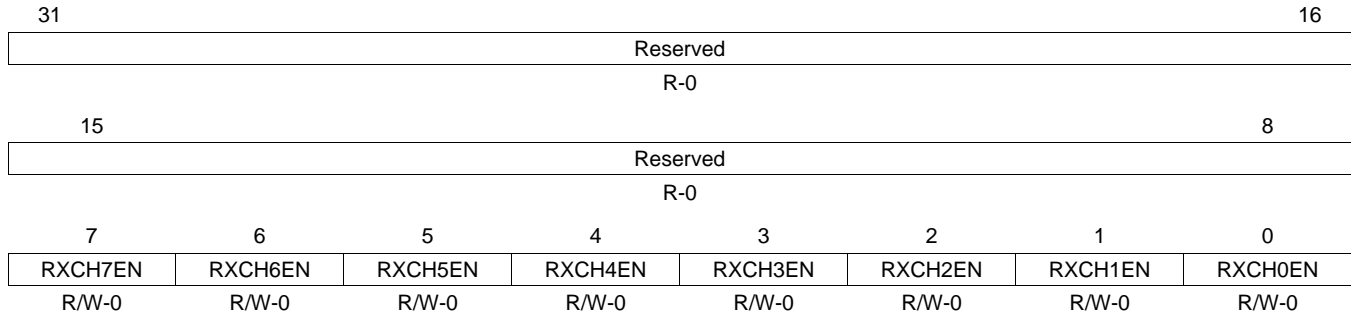 31 16
Reserved
R-0
15 8
Reserved
R-0
7 6 5 4 3 2 1 0
RXCH7EN RXCH6EN RXCH5EN RXCH4EN RXCH3EN RXCH2EN RXCH1EN RXCH0EN
R/W-0 R/W-0 R/W-0 R/W-0 R/W-0 R/W-0 R/W-0 R/W-0